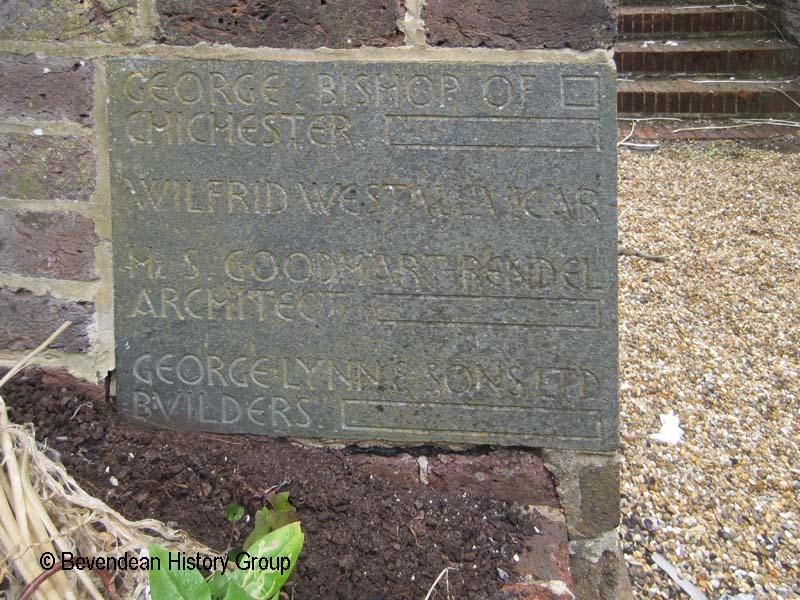 GEORGE BISHOP OF
CHICHESTER
WILFRID WESTALL VICAR
H. S. GOODHART-RENDEL
ARCHITECT
GEORGE LYNN & SONS LTD
BVILDERS
© Bevendean History Group